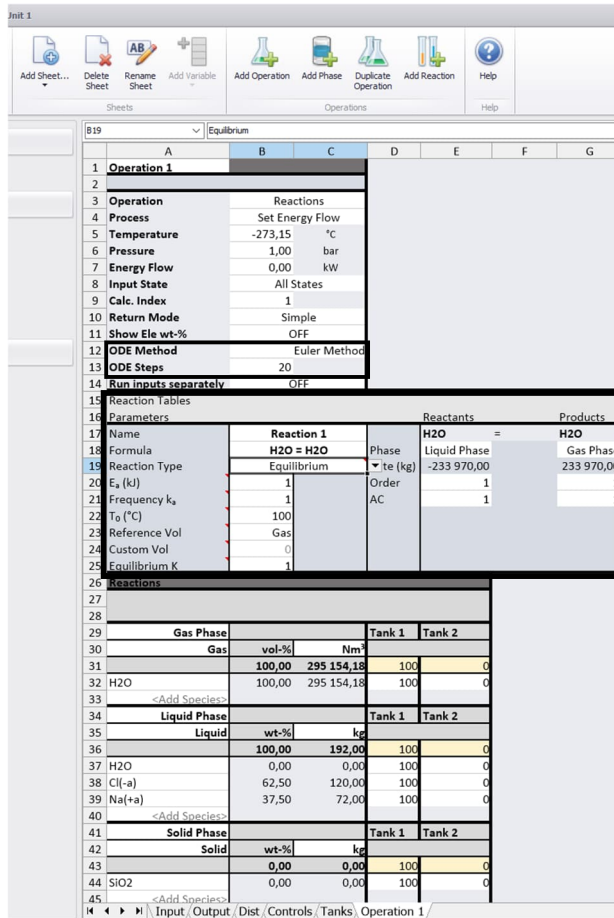 Unit 1
Add Sheet... Delete Sheet Rename Sheet Add Variable Add Operation Add Phase Duplicate Operation Add Reaction Help
Sheets Operations Help
B19 Equilibrium
A B C D E F G
1 Operation 1
2
3 Operation Reactions
4 Process Set Energy Flow
5 Temperature -273,15 °C
6 Pressure 1,00 bar
7 Energy Flow 0,00 kW
8 Input State All States
9 Calc. Index 1
10 Return Mode Simple
11 Show Ele wt-% OFF
12 ODE Method Euler Method
13 ODE Steps 20
14 Run inputs separately OFF
15 Reaction Tables
16 Parameters Reactants Products
17 Name Reaction 1 H2O = H2O
18 Formula H2O = H2O Phase Liquid Phase Gas Phase
19 Reaction Type Equilibrium te (kg) -233 970,00 233 970,0
20 Eₐ (kJ) 1 Order 1
21 Frequency kₐ 1 AC 1
22 T₀ (°C) 100
23 Reference Vol Gas
24 Custom Vol 0
25 Equilibrium K 1
26 Reactions
27
28
29 Gas Phase Tank 1 Tank 2
30 Gas vol-% Nm³
31 100,00 295 154,18 100 0
32 H2O 100,00 295 154,18 100 0
33 <Add Species>
34 Liquid Phase Tank 1 Tank 2
35 Liquid wt-% kg
36 100,00 192,00 100 0
37 H2O 0,00 0,00 100 0
38 Cl(-a) 62,50 120,00 100 0
39 Na(+a) 37,50 72,00 100 0
40 <Add Species>
41 Solid Phase Tank 1 Tank 2
42 Solid wt-% kg
43 0,00 0,00 100 0
44 SiO2 0,00 0,00 100 0
45 <Add Species>
Input Output Dist Controls Tanks Operation 1